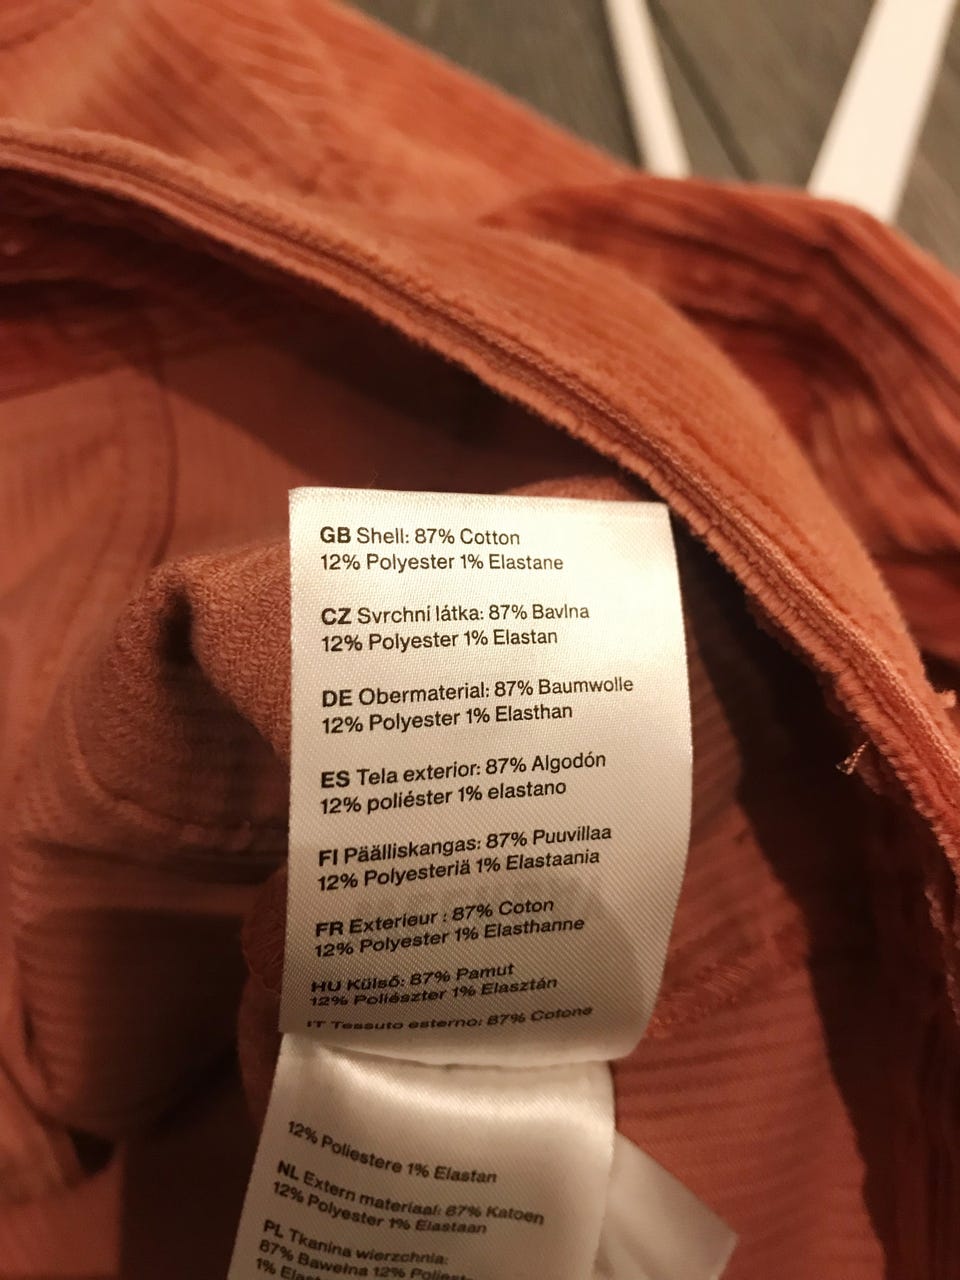 GB Shell: 87% Cotton
12% Polyester 1% Elastane
CZ Svrchní látka: 87% Bavlna
12% Polyester 1% Elastan
DE Obermaterial: 87% Baumwolle
12% Polyester 1% Elasthan
ES Tela exterior: 87% Algodón
12% poliéster 1% elastano
FI Päälliskangas: 87% Puuvillaa
12% Polyesteriä 1% Elastaania
FR Exterieur : 87% Coton
12% Polyester 1% Elasthanne
HU Külső: 87% Pamut
12% Poliészter 1% Elasztán
IT Tessuto esterno: 87% Cotone
12% Poliestere 1% Elastan
NL Extern materiaal: 87% Katoen
12% Polyester 1% Elastaan
PL Tkanina wierzchnia:
87% Bawełna 12%
1%